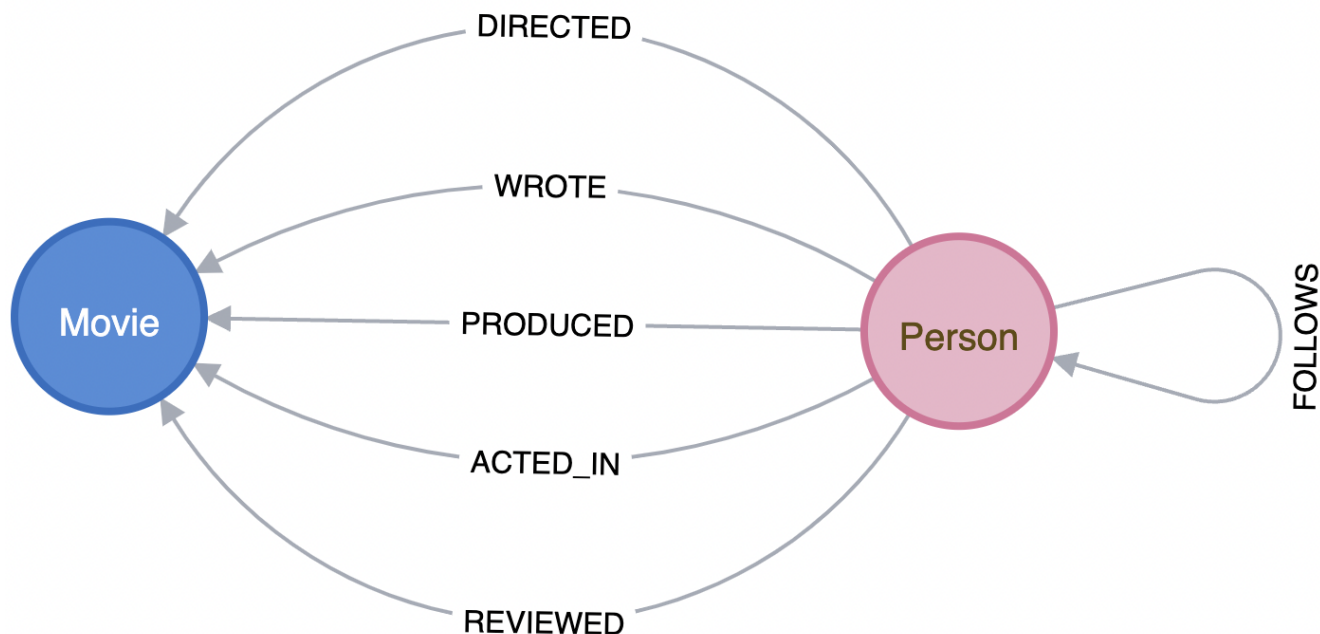 DIRECTED
WROTE
Movie
PRODUCED
Person
FOLLOWS
ACTED_IN
REVIEWED